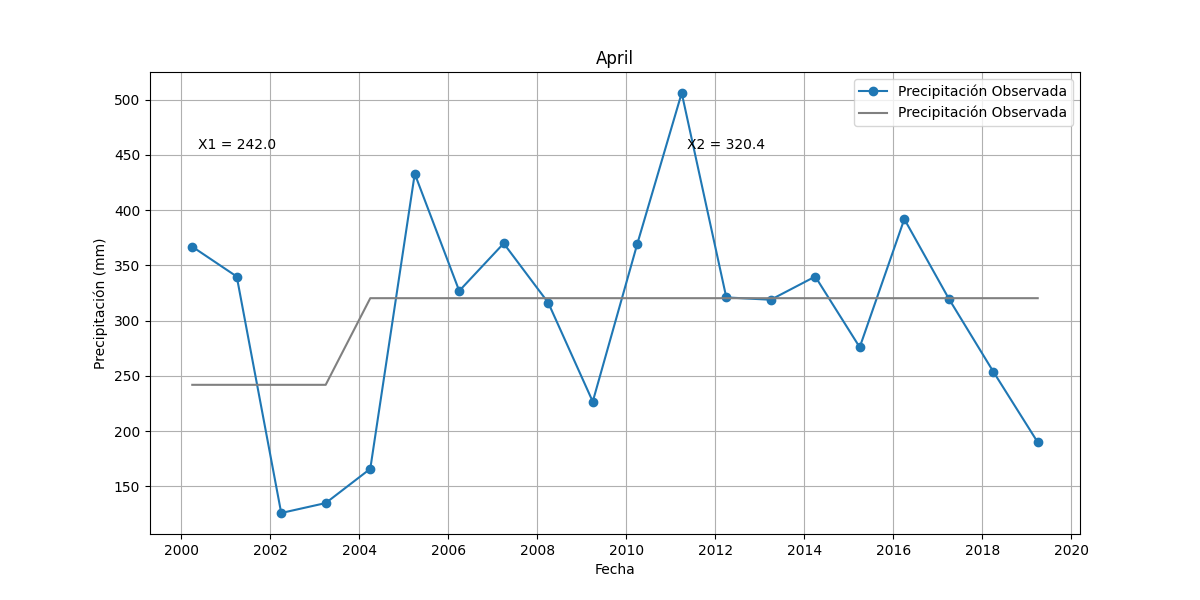 April
Precipitación Observada
Precipitación Observada
X1 = 242.0
X2 = 320.4
Precipitación (mm)
500
450
400
350
300
250
200
150
2000 2002 2004 2006 2008 2010 2012 2014 2016 2018 2020
Fecha